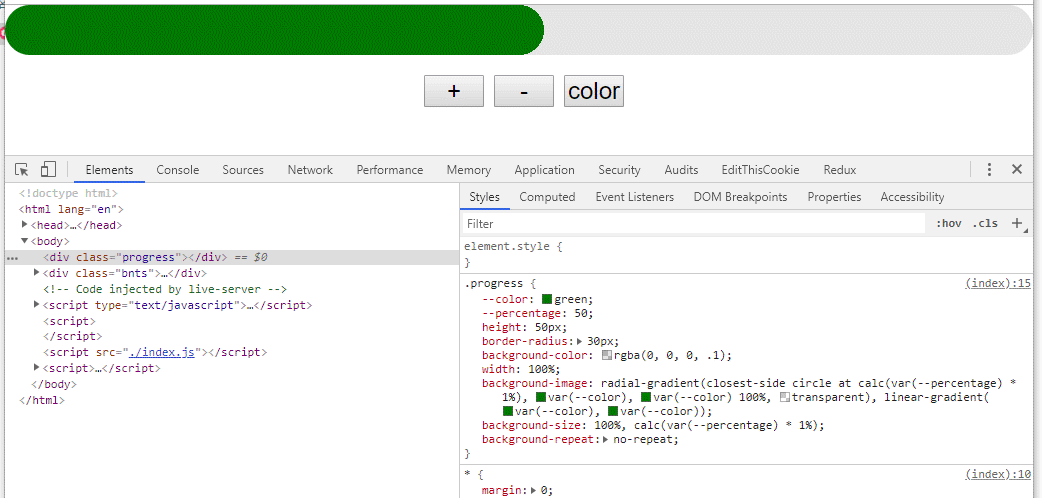 + - color
Elements Console Sources Network Performance Memory Application Security Audits EditThisCookie Redux
<!doctype html>
<html lang="en">
<head>…</head>
<body>
<div class="progress"></div> == $0
<div class="bnts">…</div>
<!-- Code injected by live-server -->
<script type="text/javascript">…</script>
<script>
</script>
<script src="./index.js"></script>
<script>…</script>
</body>
</html>
Styles Computed Event Listeners DOM Breakpoints Properties Accessibility
Filter :hov .cls +
element.style {
}
.progress { (index):15
--color: green;
--percentage: 50;
height: 50px;
border-radius: 30px;
background-color: rgba(0, 0, 0, .1);
width: 100%;
background-image: radial-gradient(closest-side circle at calc(var(--percentage) *
1%), var(--color), var(--color) 100%, transparent), linear-gradient(
var(--color), var(--color));
background-size: 100%, calc(var(--percentage) * 1%);
background-repeat: no-repeat;
}
* { (index):10
margin: 0;